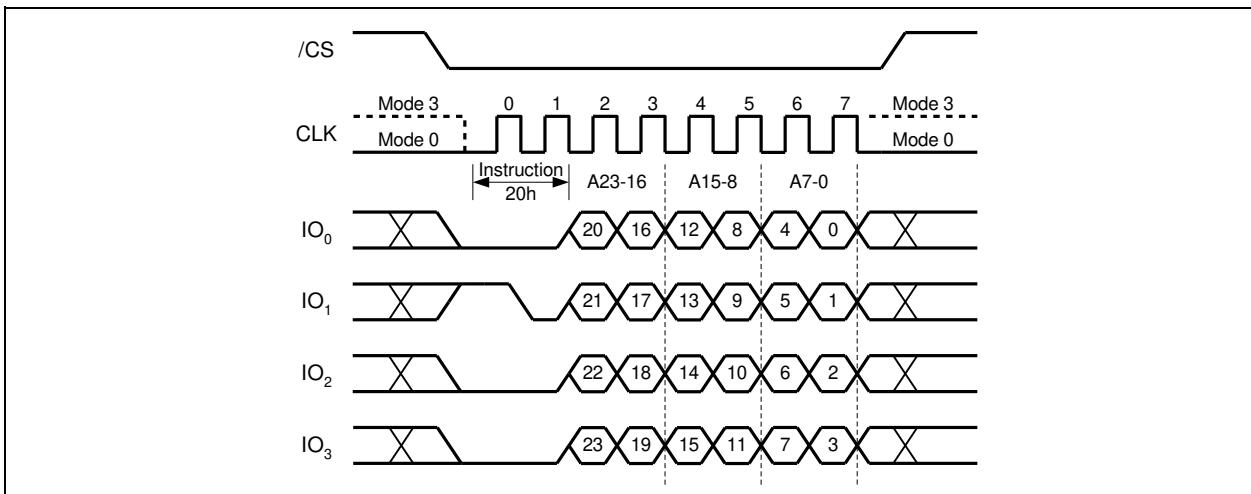 /CS
Mode 3 0 1 2 3 4 5 6 7 Mode 3
CLK
Mode 0 Mode 0
Instruction
A23-16 A15-8 A7-0
20h
IO0 20 16 12 8 4 0
IO1 21 17 13 9 5 1
IO2 22 18 14 10 6 2
IO3 23 19 15 11 7 3